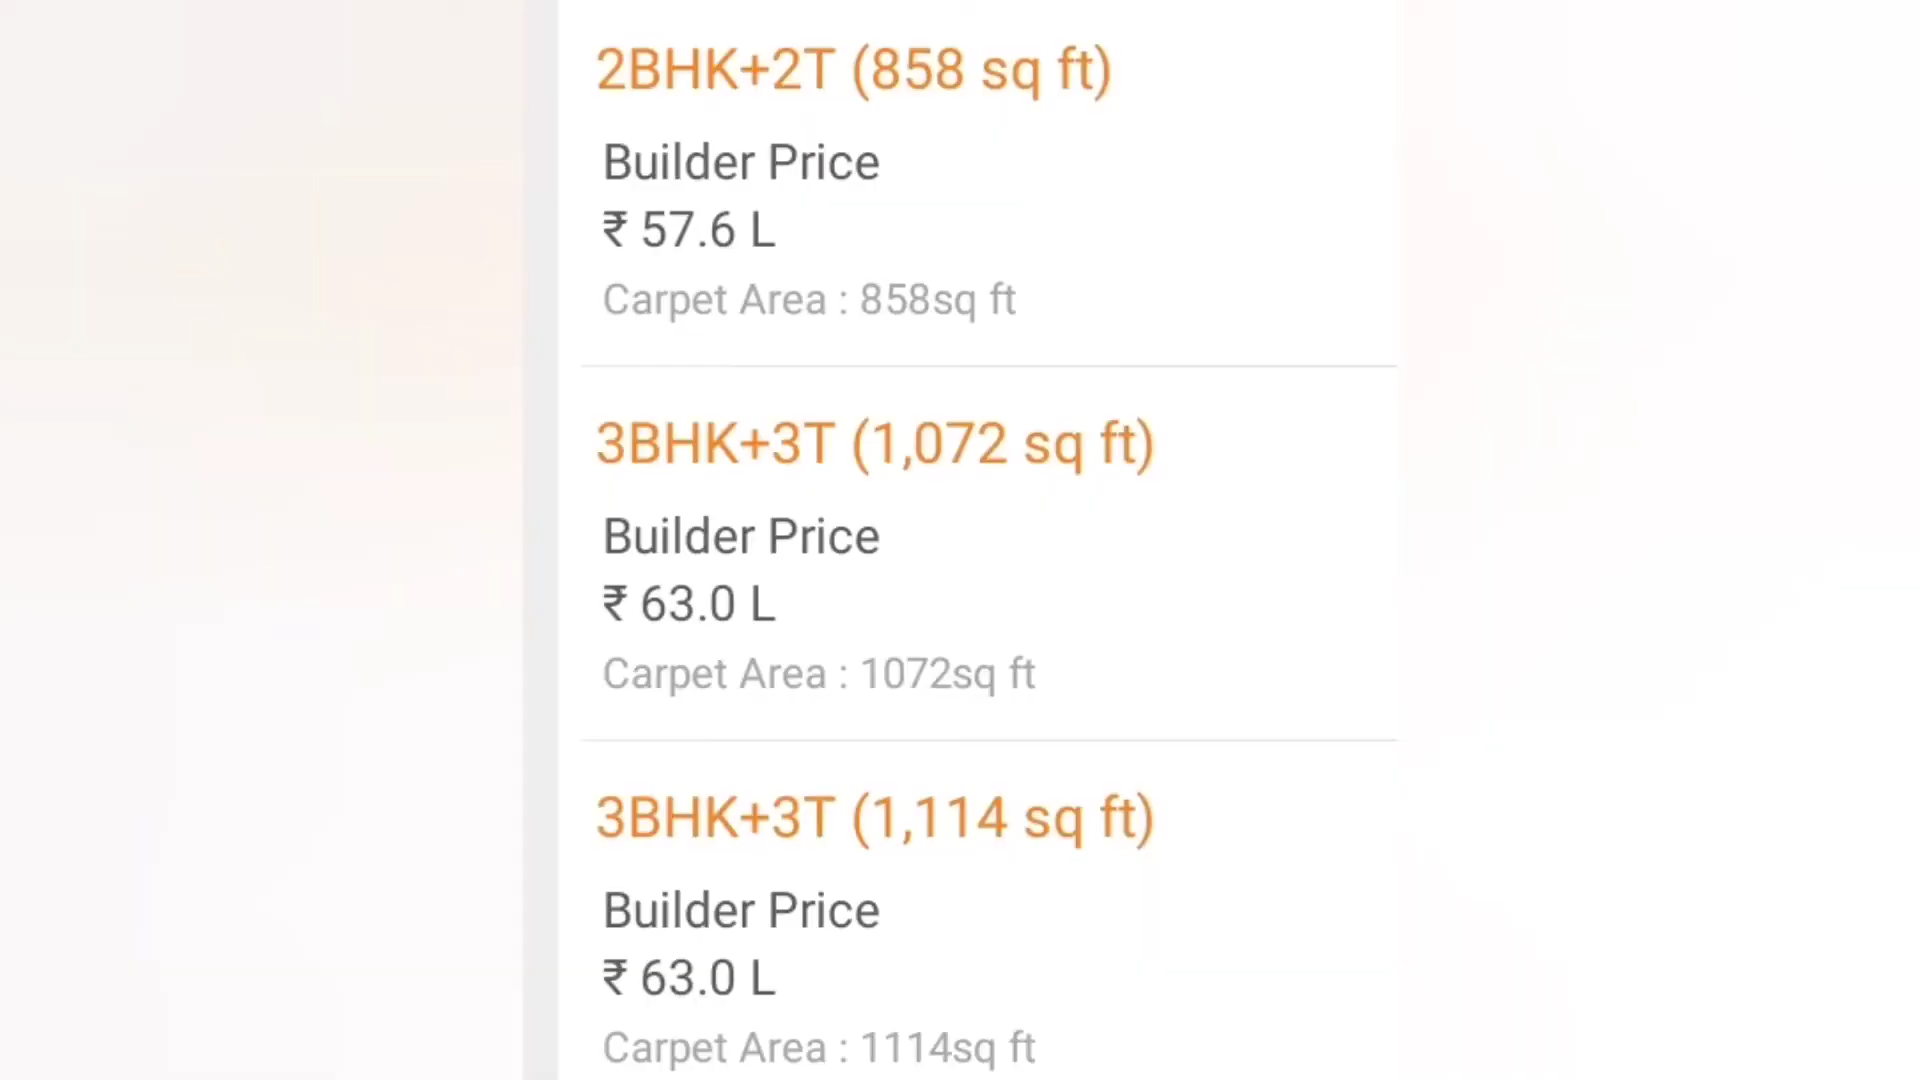 2BHK+2T (858 sq ft)
Builder Price
₹ 57.6 L
Carpet Area : 858sq ft
3BHK+3T (1,072 sq ft)
Builder Price
₹ 63.0 L
Carpet Area : 1072sq ft
3BHK+3T (1,114 sq ft)
Builder Price
₹ 63.0 L
Carpet Area : 1114sq ft